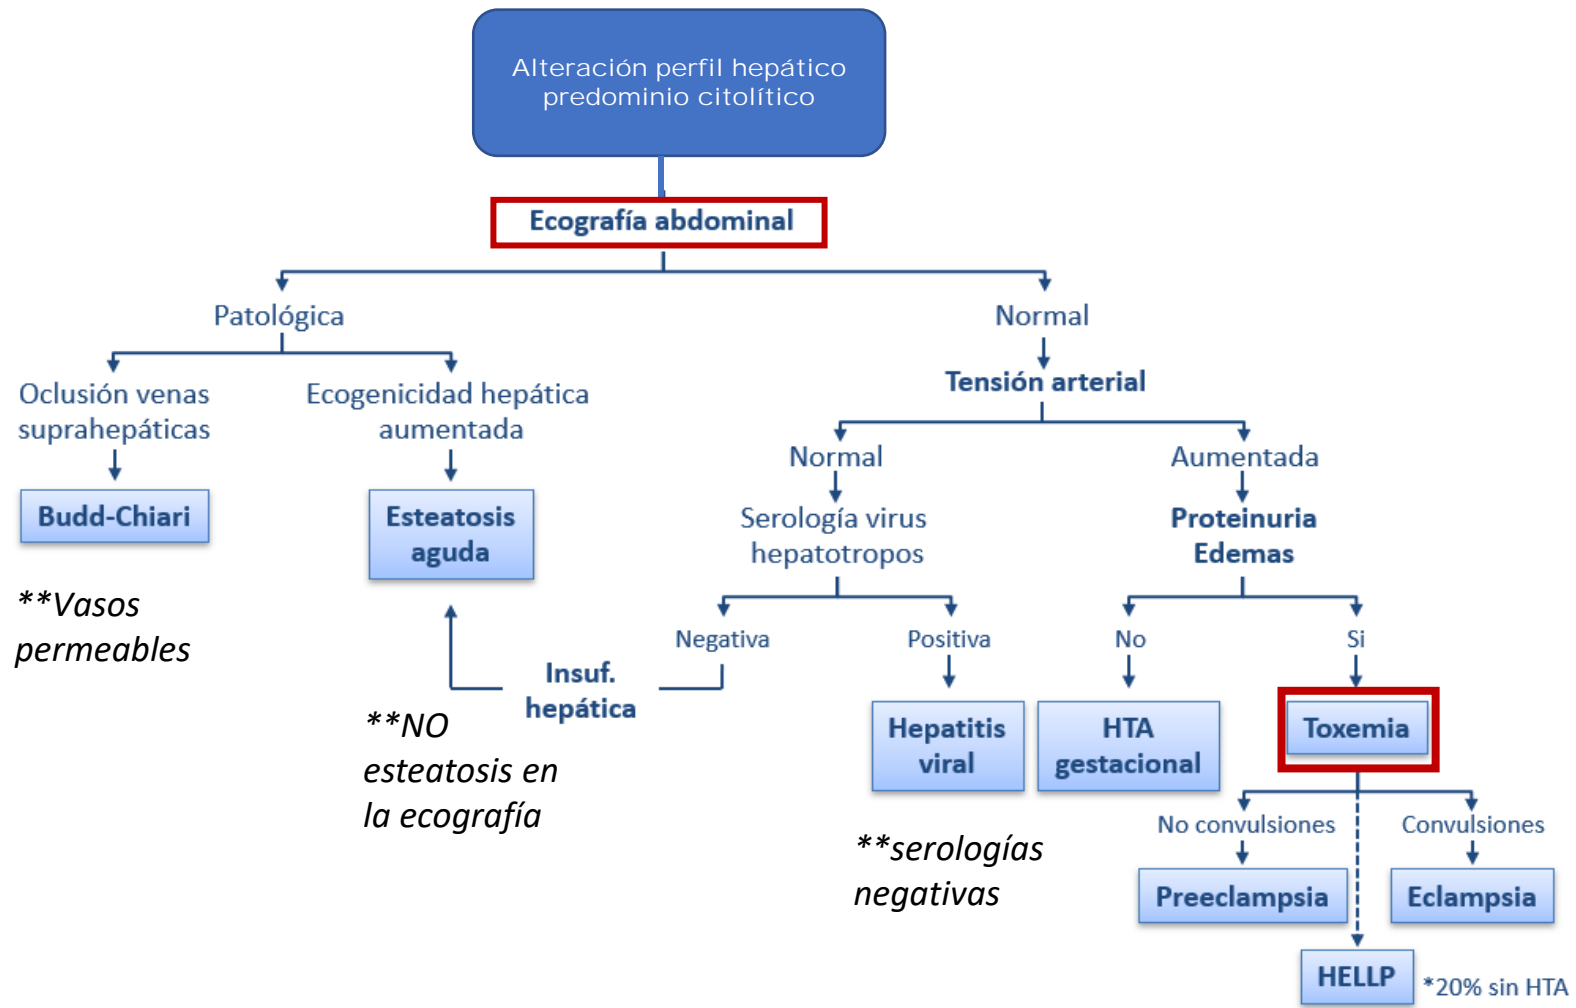 Alteración perfil hepático
predominio citolítico
Ecografía abdominal
Patológica
Normal
Oclusión venas
suprahepáticas
Ecogenicidad hepática
aumentada
Tensión arterial
Budd-Chiari
Esteatosis
aguda
Normal
Aumentada
Serología virus
hepatotropos
Proteinuria
Edemas
**Vasos
permeables
Negativa
Positiva
No
Si
Insuf.
hepática
**NO
esteatosis en
la ecografía
Hepatitis
viral
HTA
gestacional
Toxemia
**serologías
negativas
No convulsiones
Convulsiones
Preeclampsia
Eclampsia
HELLP
*20% sin HTA